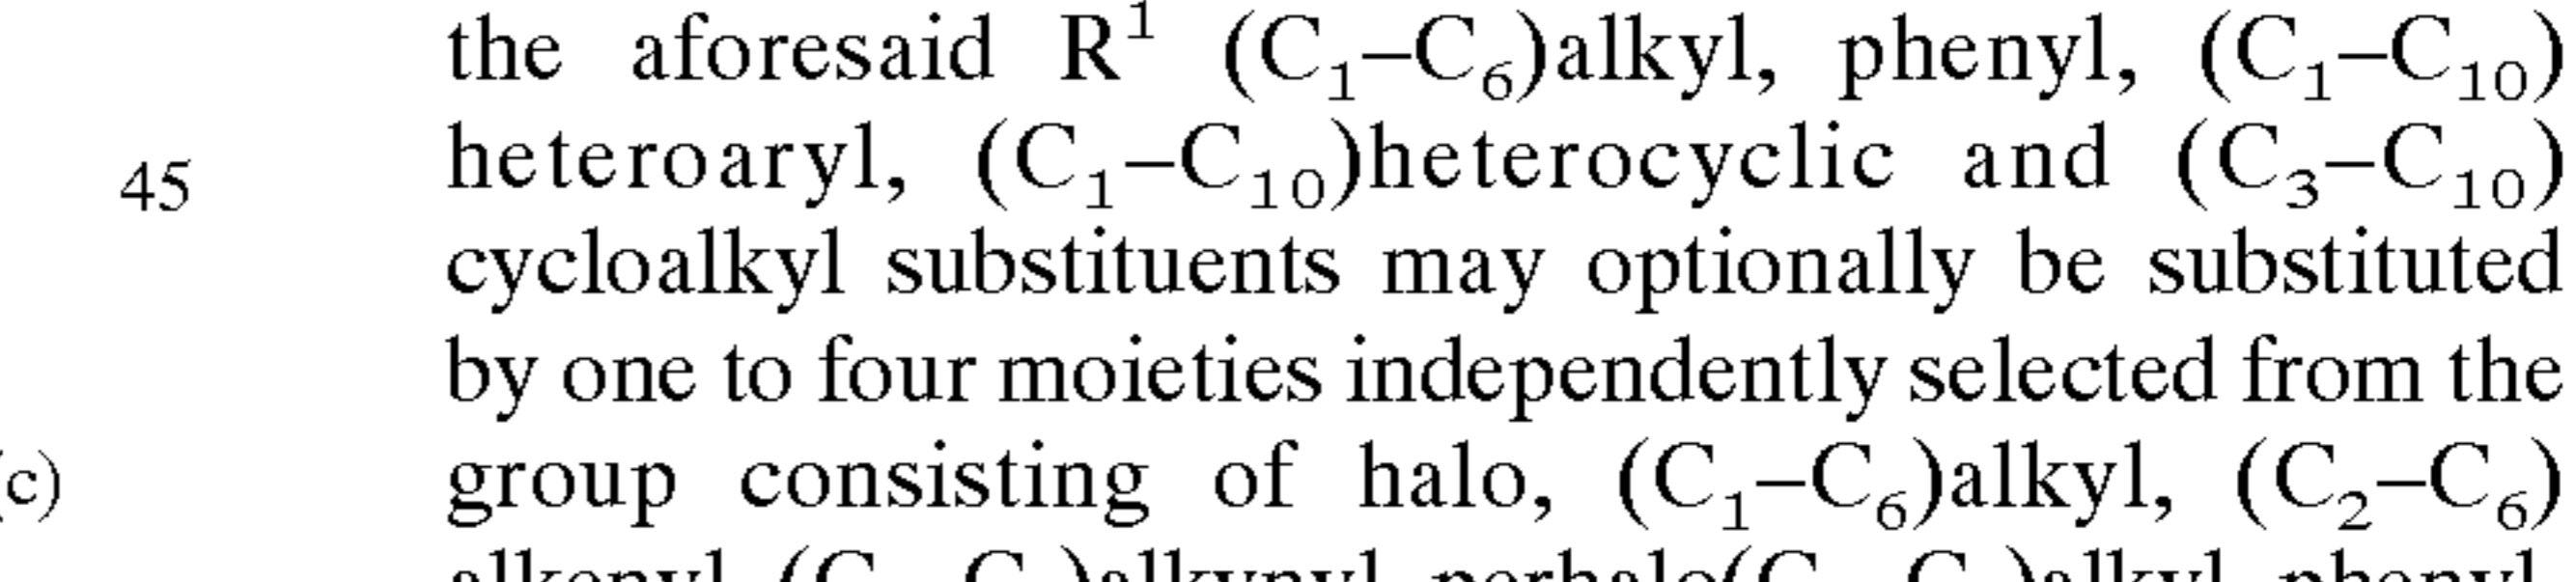 the aforesaid R¹ (C₁–C₆)alkyl, phenyl, (C₁–C₁₀)
45 heteroaryl, (C₁–C₁₀)heterocyclic and (C₃–C₁₀)
cycloalkyl substituents may optionally be substituted
by one to four moieties independently selected from the
(c) group consisting of halo, (C₁–C₆)alkyl, (C₂–C₆)